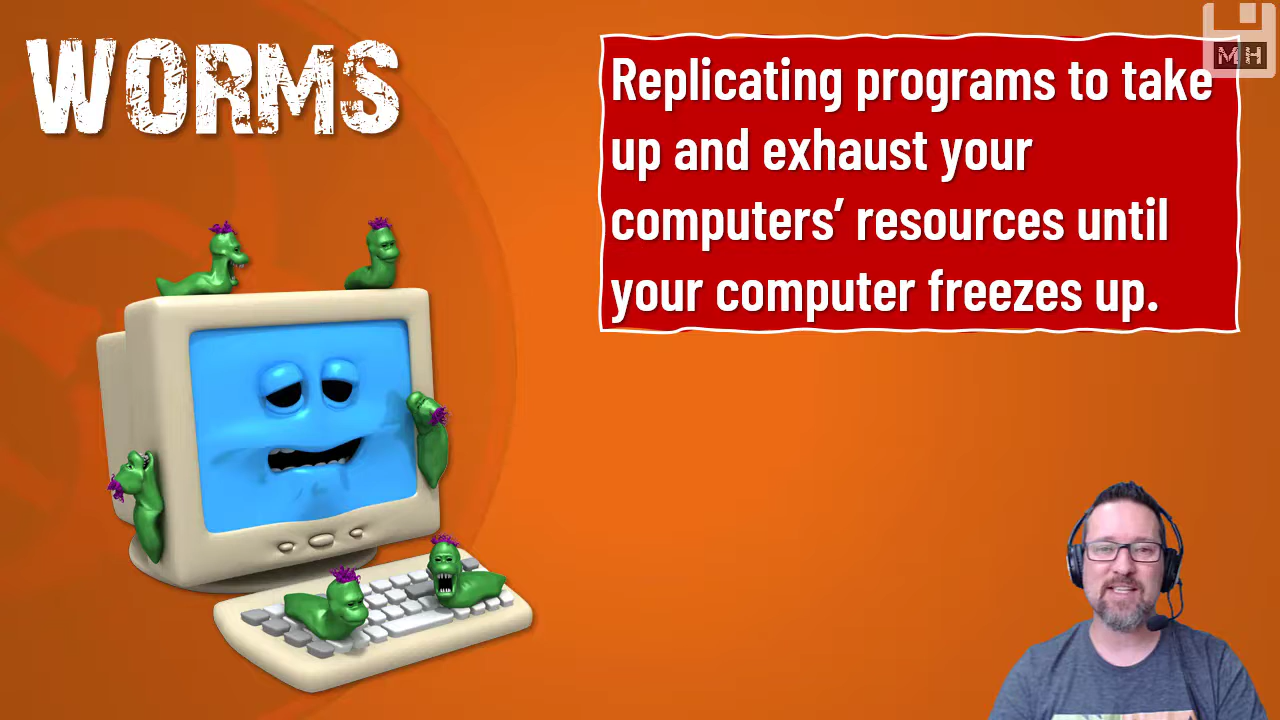 WORMS
Replicating programs to take
up and exhaust your
computers’ resources until
your computer freezes up.
MH